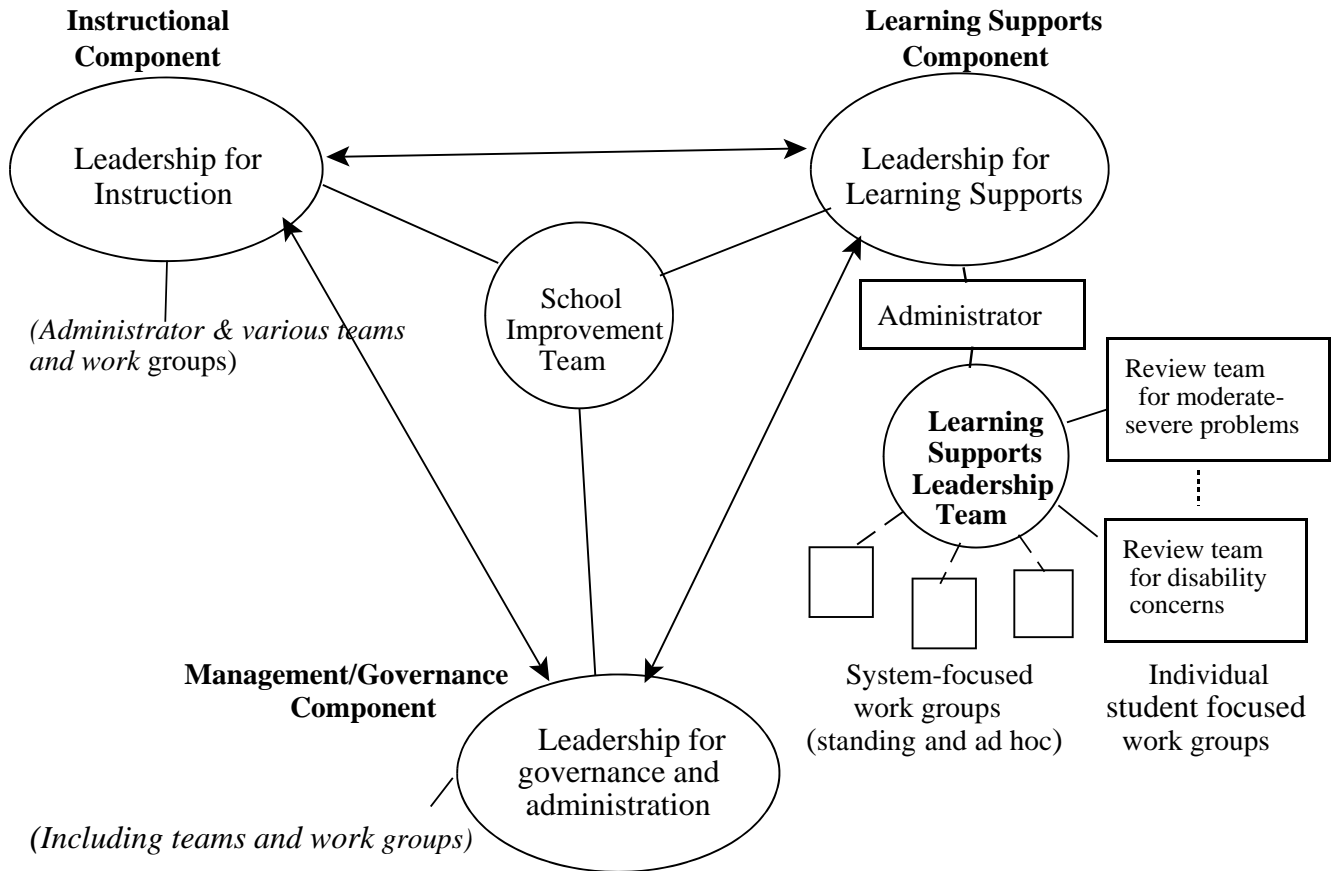 Instructional
Component
Learning Supports
Component
Leadership for
Instruction
Leadership for
Learning Supports
(Administrator & various teams
and work groups)
School
Improvement
Team
Administrator
Learning
Supports
Leadership
Team
Review team
for moderate-
severe problems
Review team
for disability
concerns
System-focused
work groups
(standing and ad hoc)
Individual
student focused
work groups
Management/Governance
Component
Leadership for
governance and
administration
(Including teams and work groups)